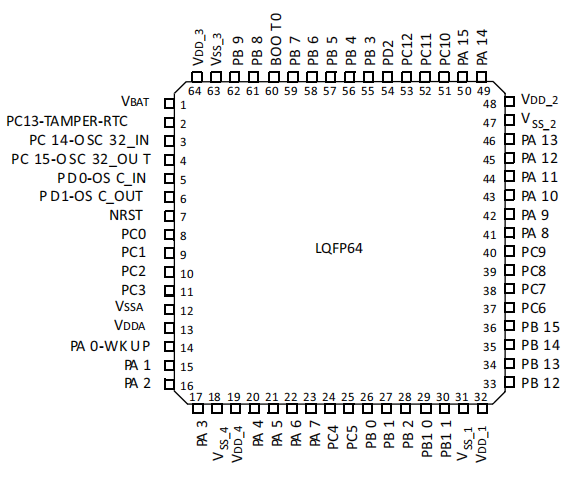 VDD_3
VSS_3
PB 9
PB 8
BOO T0
PB 7
PB 6
PB 5
PB 4
PB 3
PD2
PC12
PC11
PC10
PA 15
PA 14
64 63 62 61 60 59 58 57 56 55 54 53 52 51 50 49
VBAT 1
PC13-TAMPER-RTC 2
PC 14-OSC 32_IN 3
PC 15-OSC 32_OU T 4
PD0-OS C_IN 5
PD1-OS C_OUT 6
NRST 7
PC0 8
PC1 9
PC2 10
PC3 11
VSSA 12
VDDA 13
PA 0-WK UP 14
PA 1 15
PA 2 16
LQFP64
48 VDD_2
47 VSS_2
46 PA 13
45 PA 12
44 PA 11
43 PA 10
42 PA 9
41 PA 8
40 PC9
39 PC8
38 PC7
37 PC6
36 PB 15
35 PB 14
34 PB 13
33 PB 12
17 18 19 20 21 22 23 24 25 26 27 28 29 30 31 32
PA 3
VSS_4
VDD_4
PA 4
PA 5
PA 6
PA 7
PC4
PC5
PB 0
PB 1
PB 2
PB1 0
PB1 1
VSS_1
VDD_1